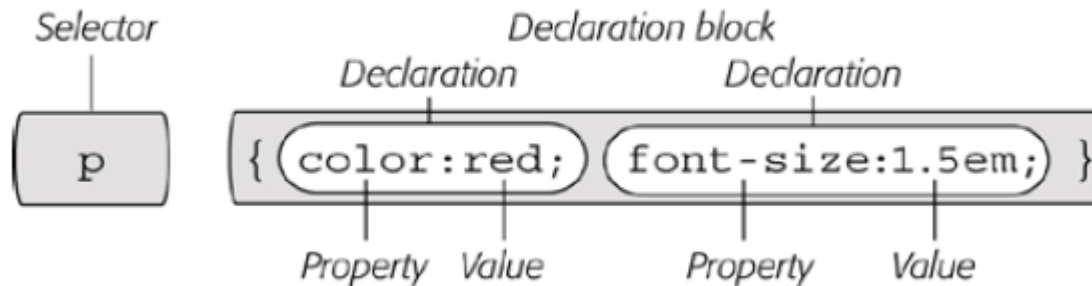 Selector Declaration block
Declaration Declaration
p { color:red; font-size:1.5em; }
Property Value Property Value